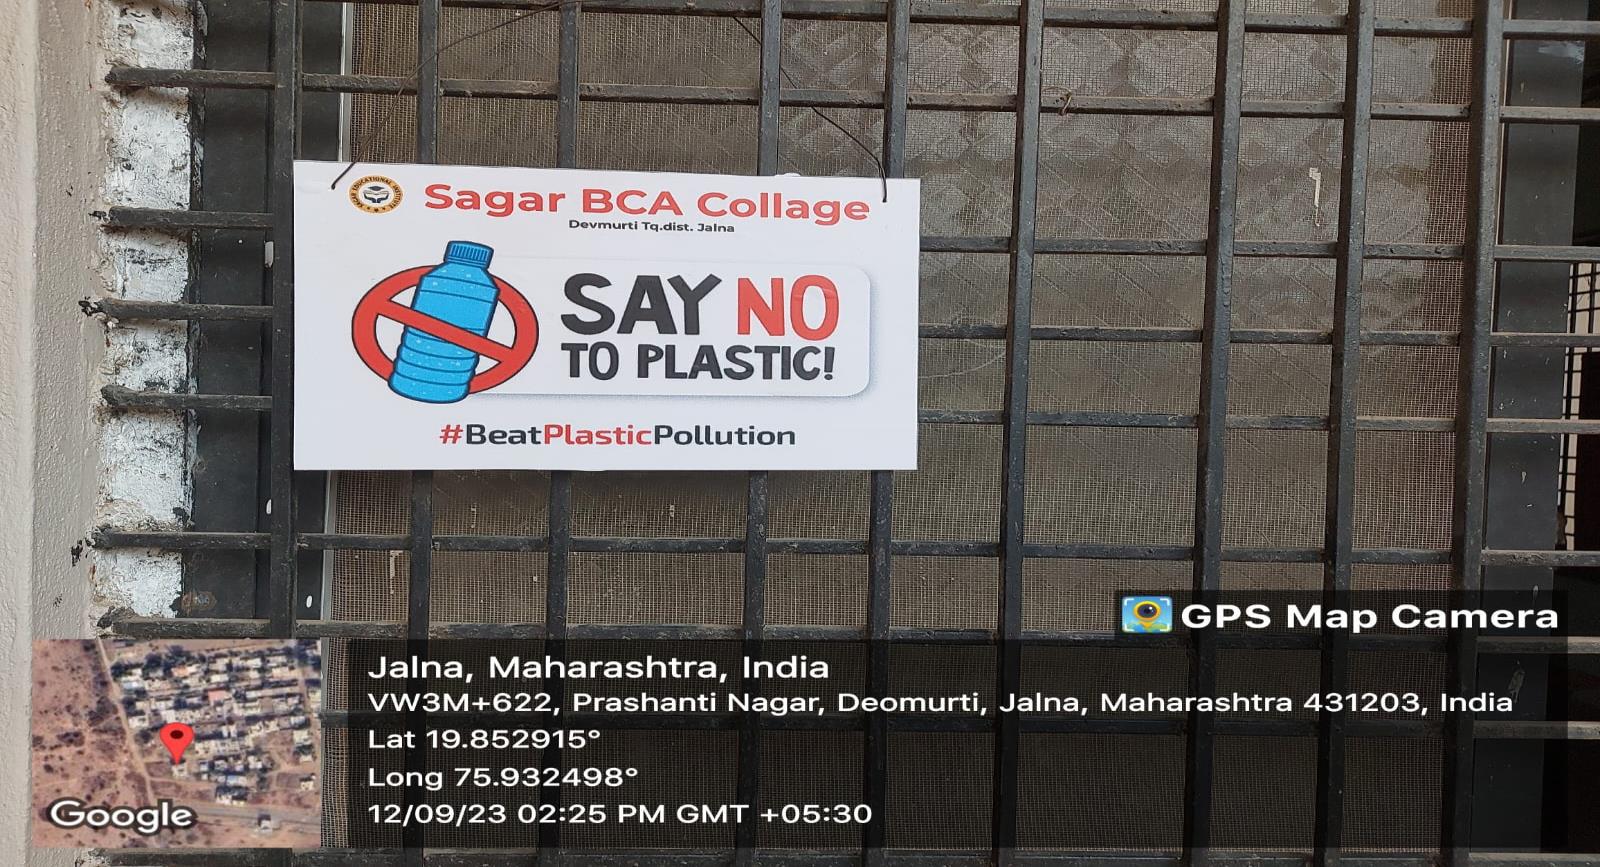 Sagar BCA Collage
Devmurti Tq.dist. Jalna
SAY NO
TO PLASTIC!
#BeatPlasticPollution
GPS Map Camera
Jalna, Maharashtra, India
VW3M+622, Prashanti Nagar, Deomurti, Jalna, Maharashtra 431203, India
Lat 19.852915°
Long 75.932498°
12/09/23 02:25 PM GMT +05:30
Google